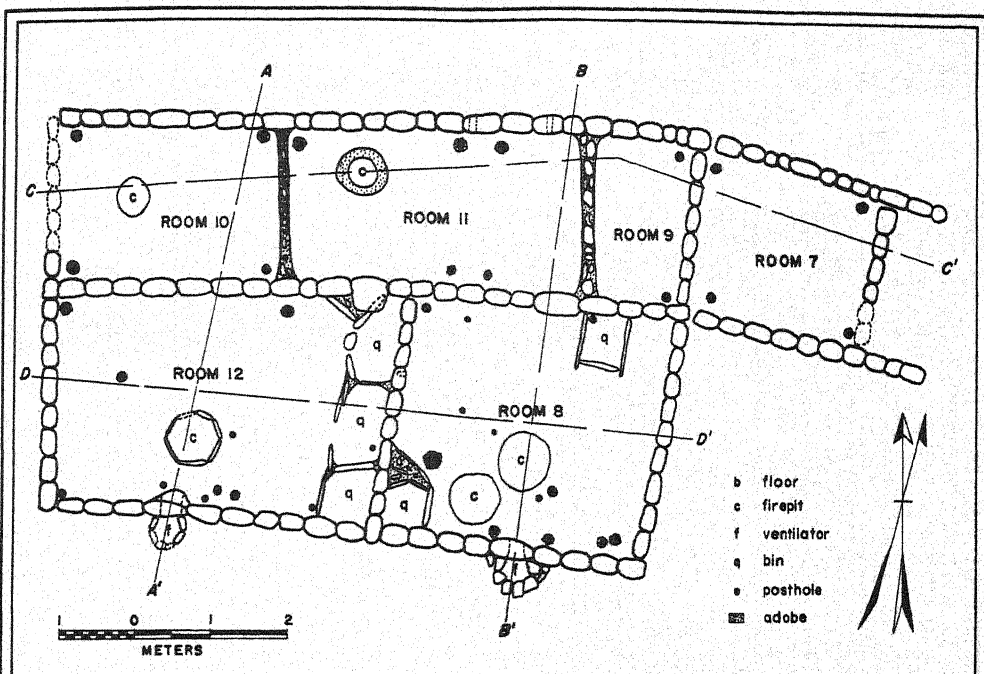 A
B
C
c
ROOM 10
c
ROOM 11
ROOM 9
ROOM 7
C'
D
ROOM 12
q
q
ROOM 8
D'
c
q
q
q
c
c
f
f
A'
B'
b floor
c firepit
f ventilator
q bin
posthole
adobe
1 0 1 2
METERS